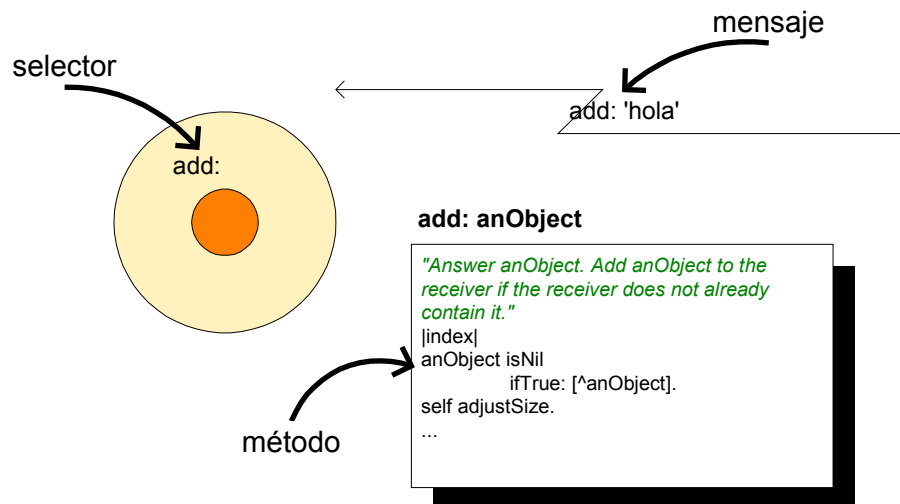 mensaje
selector
add: 'hola'
add:
add: anObject
"Answer anObject. Add anObject to the
receiver if the receiver does not already
contain it."
|index|
anObject isNil
ifTrue: [^anObject].
self adjustSize.
...
método